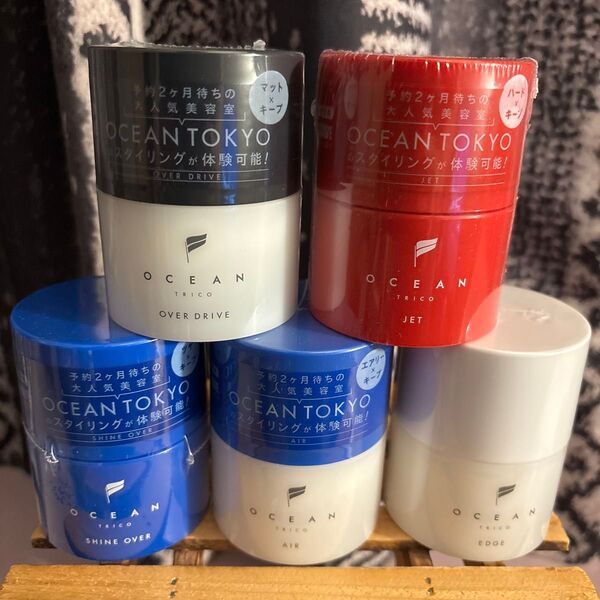 マット
×
キープ
予約2ヶ月待ちの
大人気美容室
OCEAN TOKYO
のスタイリングが体験可能!
OVER DRIVE
OCEAN
TRICO
OVER DRIVE
ハード
×
キープ
予約2ヶ月待ちの
大人気美容室
OCEAN TOKYO
のスタイリングが体験可能!
JET
OCEAN
TRICO
JET
予約2ヶ月待ちの
大人気美容室
OCEAN TOKYO
のスタイリングが体験可能!
SHINE OVER
OCEAN
TRICO
SHINE OVER
エアリー
×
キープ
予約2ヶ月待ちの
大人気美容室
OCEAN TOKYO
のスタイリングが体験可能!
AIR
OCEAN
TRICO
AIR
OCEAN
TRICO
EDGE